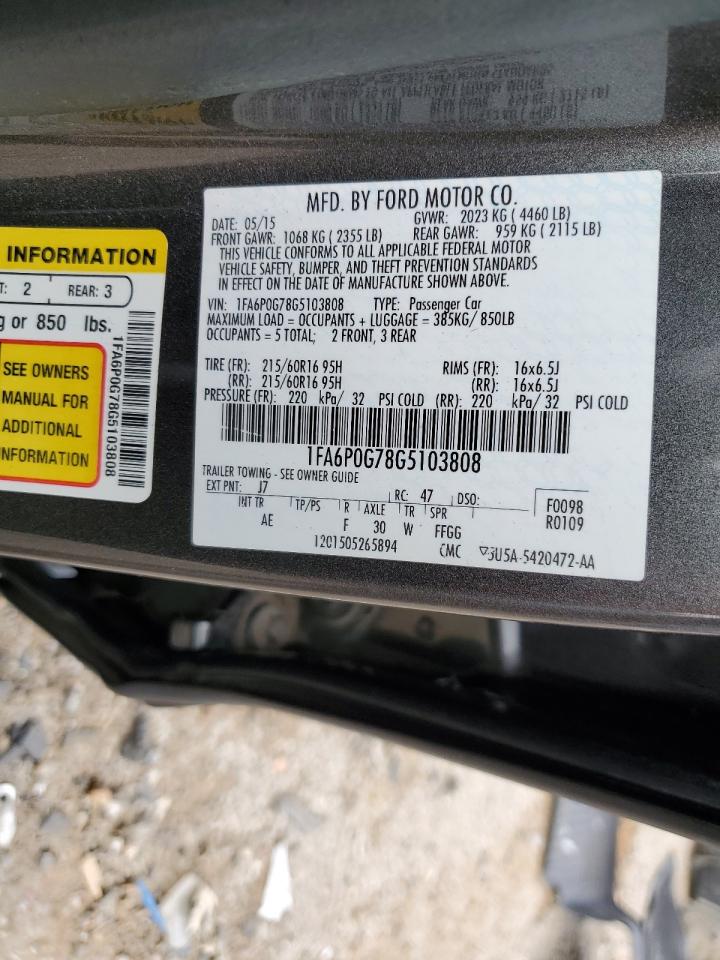 MFD. BY FORD MOTOR CO.
DATE: 05/15 GVWR: 2023 KG ( 4460 LB)
FRONT GAWR: 1068 KG ( 2355 LB) REAR GAWR: 959 KG ( 2115 LB)
THIS VEHICLE CONFORMS TO ALL APPLICABLE FEDERAL MOTOR
VEHICLE SAFETY, BUMPER, AND THEFT PREVENTION STANDARDS
IN EFFECT ON THE DATE OF MANUFACTURE SHOWN ABOVE.
VIN: 1FA6P0G78G5103808 TYPE: Passenger Car
MAXIMUM LOAD = OCCUPANTS + LUGGAGE = 385KG/ 850LB
OCCUPANTS = 5 TOTAL; 2 FRONT, 3 REAR
TIRE (FR): 215/60R16 95H RIMS (FR): 16x6.5J
(RR): 215/60R16 95H (RR): 16x6.5J
PRESSURE (FR): 220 kPa/ 32 PSI COLD (RR): 220 kPa/ 32 PSI COLD
1FA6P0G78G5103808
TRAILER TOWING - SEE OWNER GUIDE
EXT PNT: J7 RC: 47 DSO: F0098
INT TR TP/PS R AXLE TR SPR R0109
AE F 30 W FFGG
1201505265894 CMC 3U5A-5420472-AA
INFORMATION
2 REAR: 3
or 850 lbs.
SEE OWNERS
MANUAL FOR
ADDITIONAL
INFORMATION
1FA6P0G78G5103808